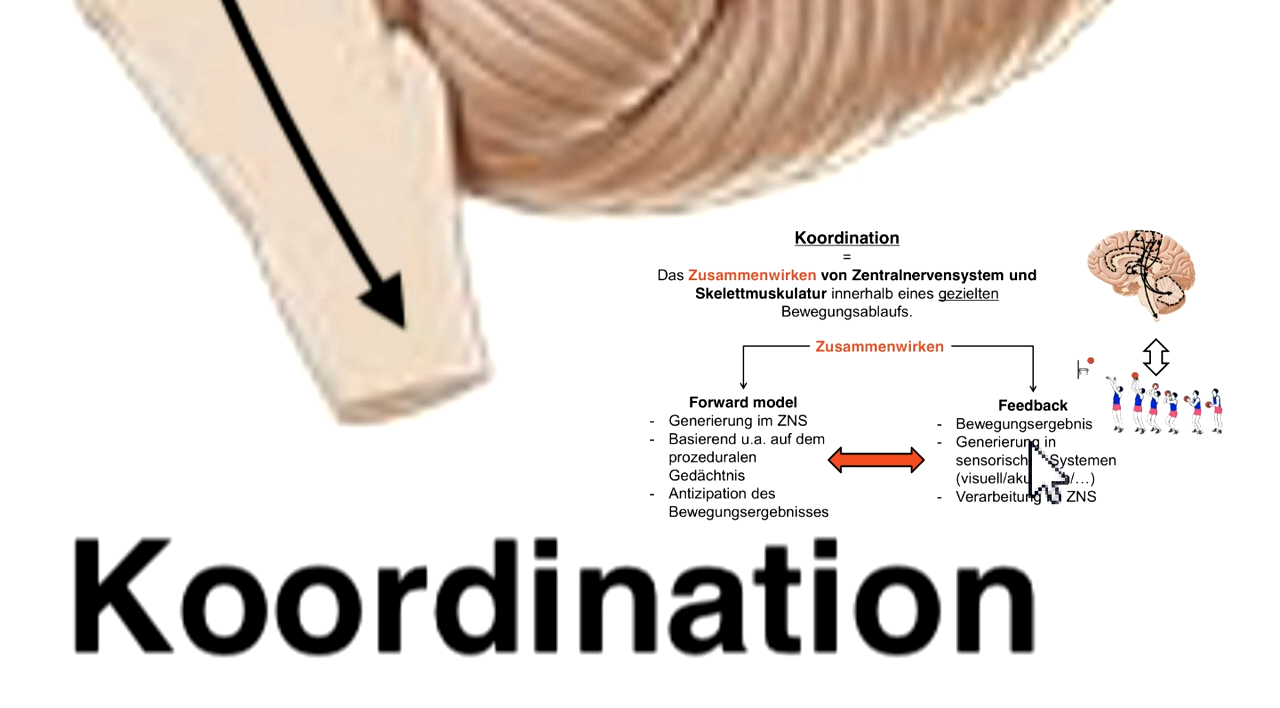 Koordination
=
Das Zusammenwirken von Zentralnervensystem und
Skelettmuskulatur innerhalb eines gezielten
Bewegungsablaufs.
Zusammenwirken
Forward model
- Generierung im ZNS
- Basierend u.a. auf dem
prozeduralen
Gedächtnis
- Antizipation des
Bewegungsergebnisses
Feedback
- Bewegungsergebnis
- Generierung in
Systemen
(visuell/
- Verarbeitung ZNS
Koordination